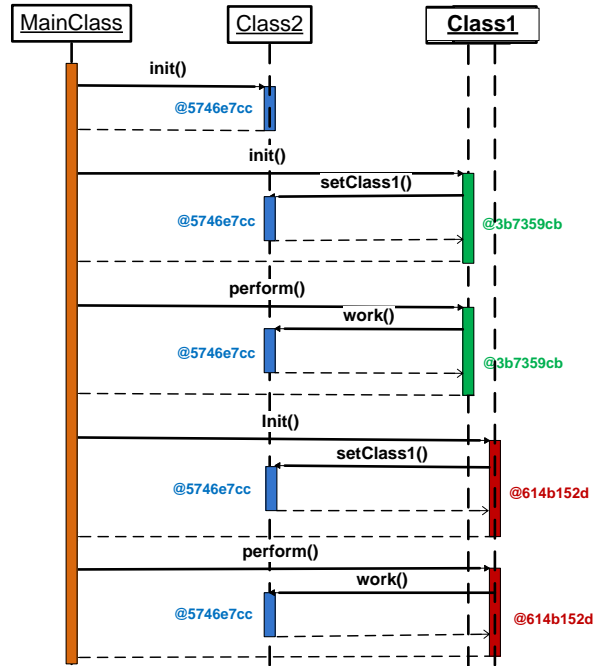 MainClass Class2 Class1
init()
@5746e7cc
init()
setClass1()
@5746e7cc @3b7359cb
perform()
work()
@5746e7cc @3b7359cb
Init()
setClass1()
@5746e7cc @614b152d
perform()
work()
@5746e7cc @614b152d